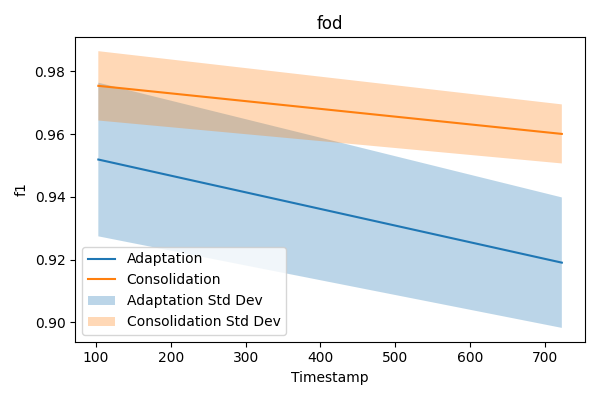 fod
0.98
0.96
0.94
0.92
0.90
f1
Adaptation
Consolidation
Adaptation Std Dev
Consolidation Std Dev
100 200 300 400 500 600 700
Timestamp